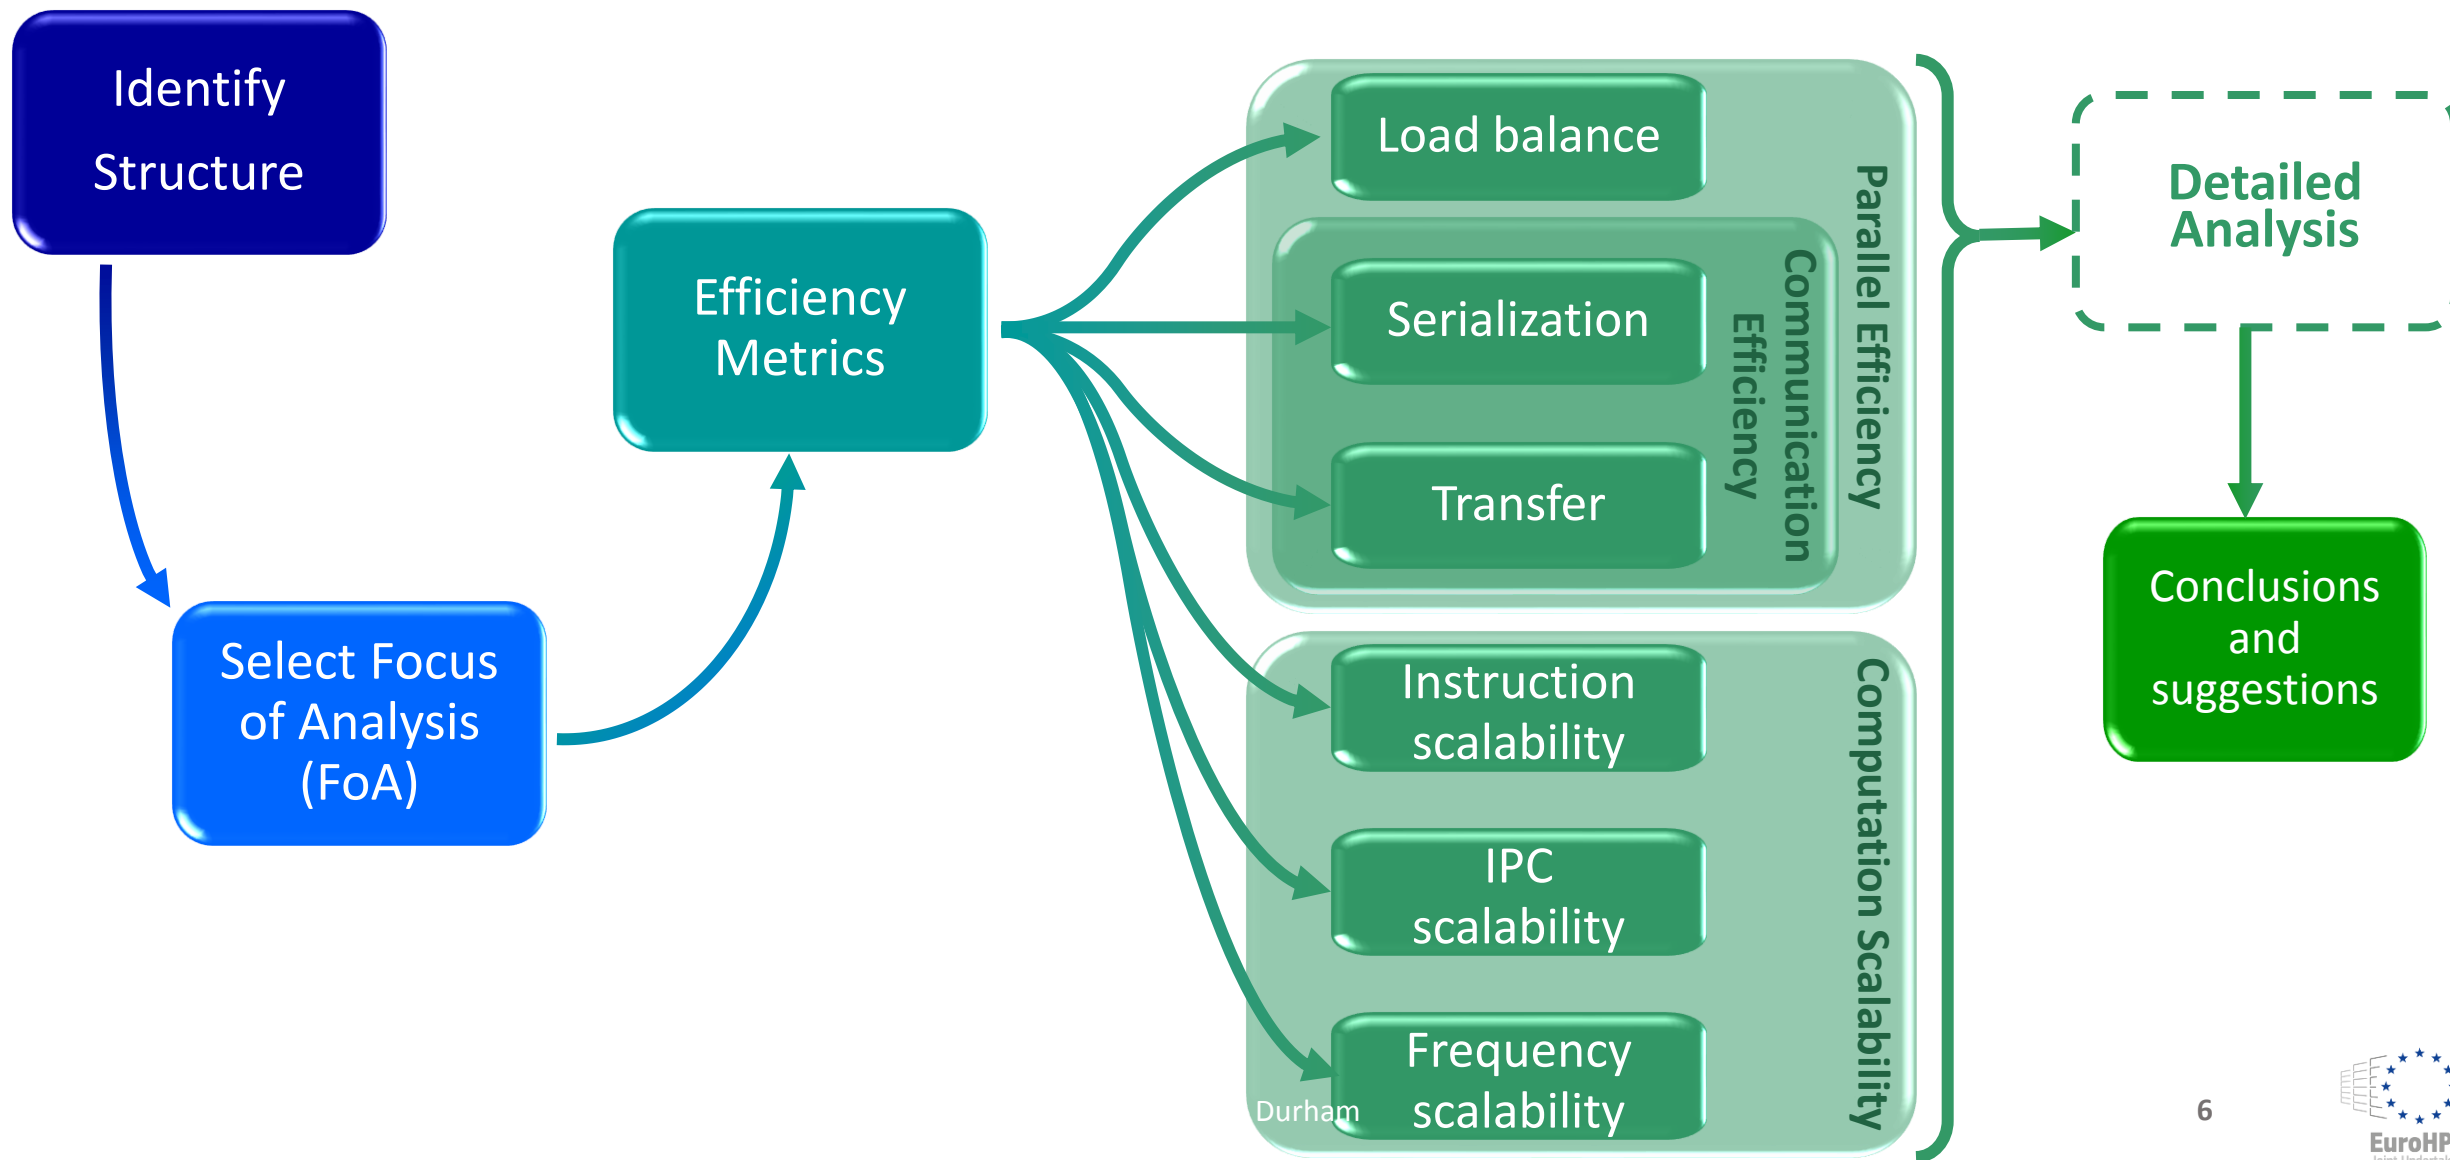 Identify
Structure
Select Focus
of Analysis
(FoA)
Efficiency
Metrics
Load balance
Serialization
Transfer
Communication
Efficiency
Parallel Efficiency
Instruction
scalability
IPC
scalability
Frequency
scalability
Computation Scalability
Durham
Detailed
Analysis
Conclusions
and
suggestions
6
EuroHP